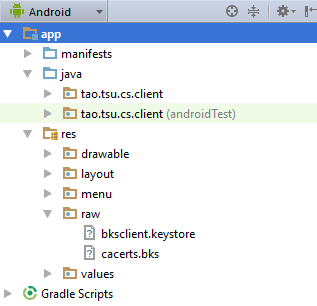 Android
app
manifests
java
tao.tsu.cs.client
tao.tsu.cs.client (androidTest)
res
drawable
layout
menu
raw
bksclient.keystore
cacerts.bks
values
Gradle Scripts